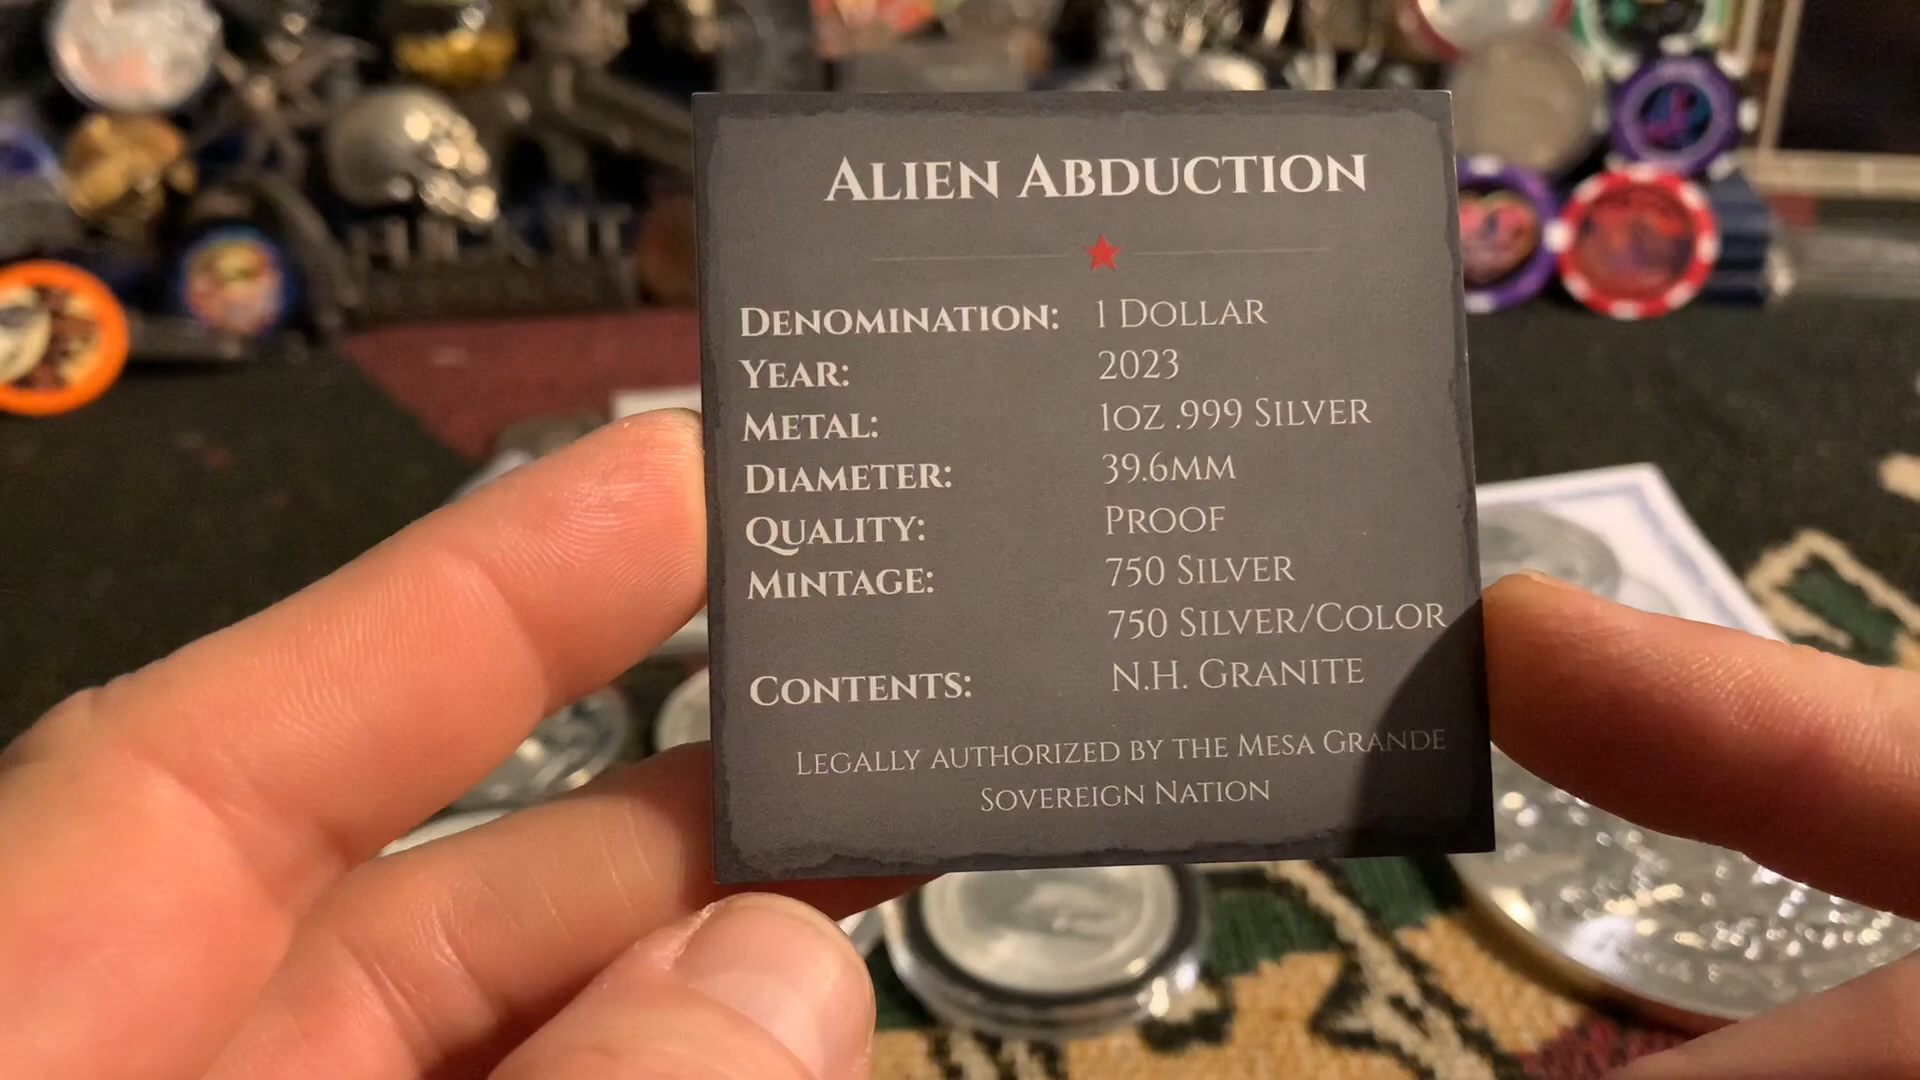 ALIEN ABDUCTION
DENOMINATION: 1 DOLLAR
YEAR: 2023
METAL: 1OZ .999 SILVER
DIAMETER: 39.6MM
QUALITY: PROOF
MINTAGE: 750 SILVER
750 SILVER/COLOR
CONTENTS: N.H. GRANITE
LEGALLY AUTHORIZED BY THE MESA GRANDE
SOVEREIGN NATION